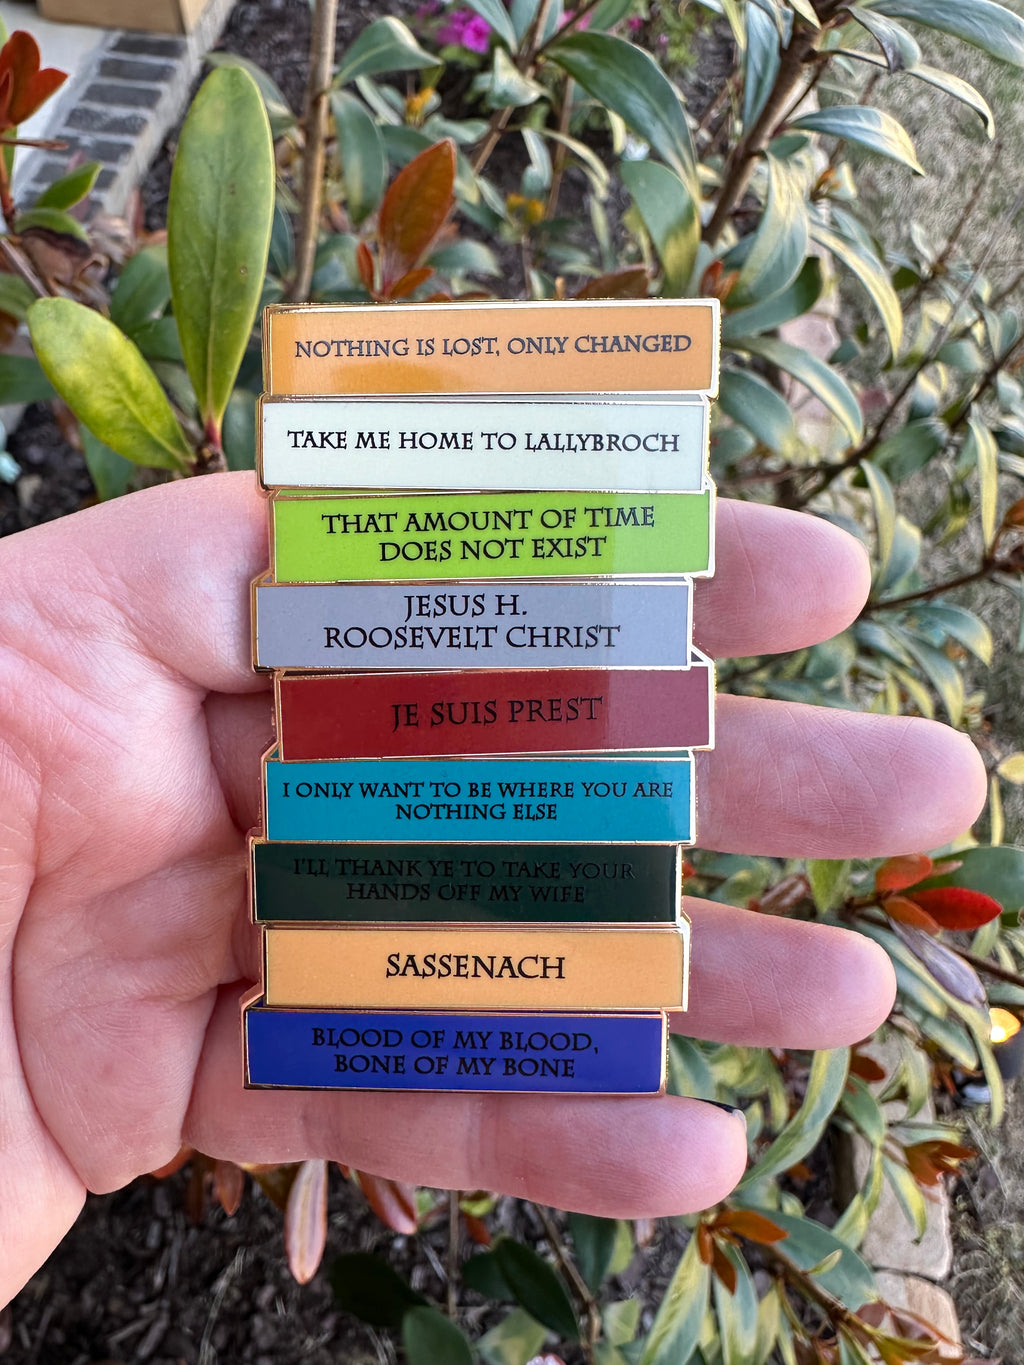 NOTHING IS LOST, ONLY CHANGED
TAKE ME HOME TO LALLYBROCH
THAT AMOUNT OF TIME
DOES NOT EXIST
JESUS H.
ROOSEVELT CHRIST
JE SUIS PREST
I ONLY WANT TO BE WHERE YOU ARE
NOTHING ELSE
I'LL THANK YE TO TAKE YOUR
HANDS OFF MY WIFE
SASSENACH
BLOOD OF MY BLOOD,
BONE OF MY BONE